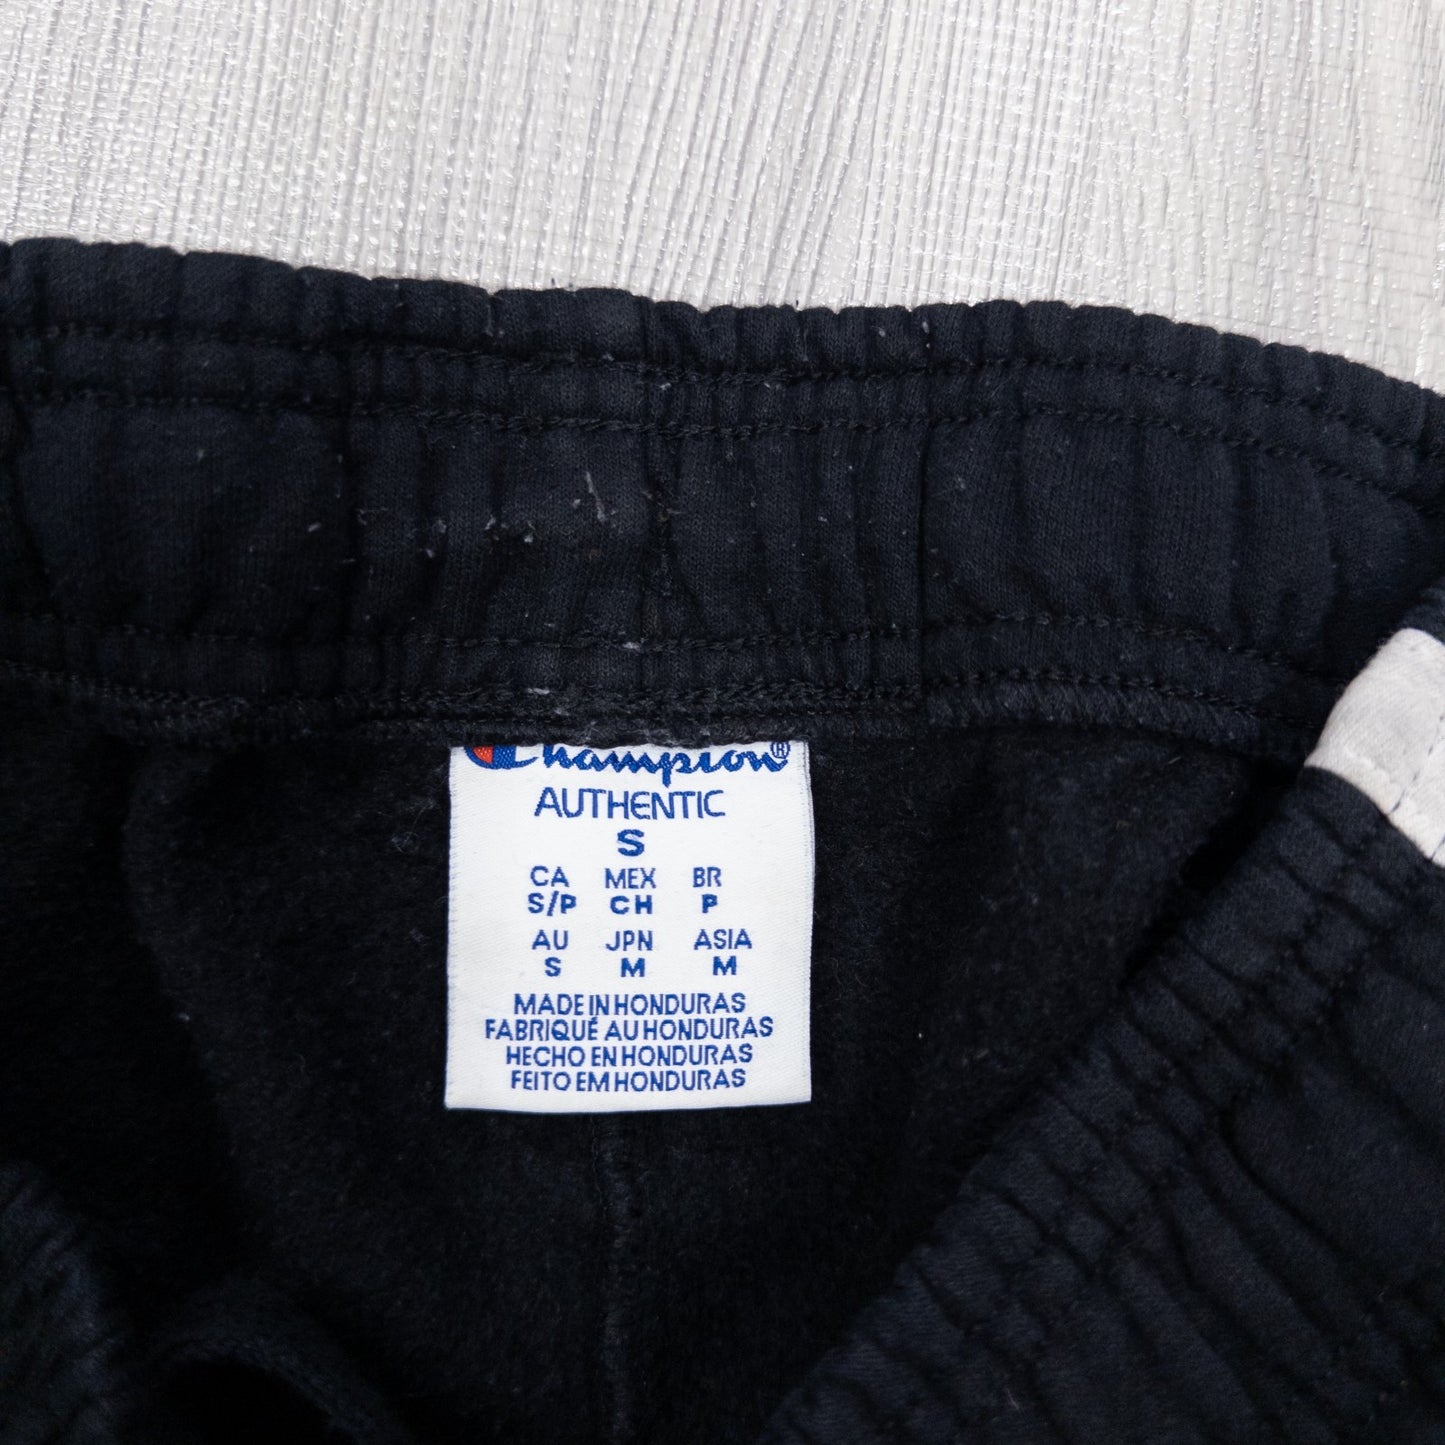 Champion®
AUTHENTIC
S
CA MEX BR
S/P CH P
AU JPN ASIA
S M M
MADE IN HONDURAS
FABRIQUÉ AU HONDURAS
HECHO EN HONDURAS
FEITO EM HONDURAS